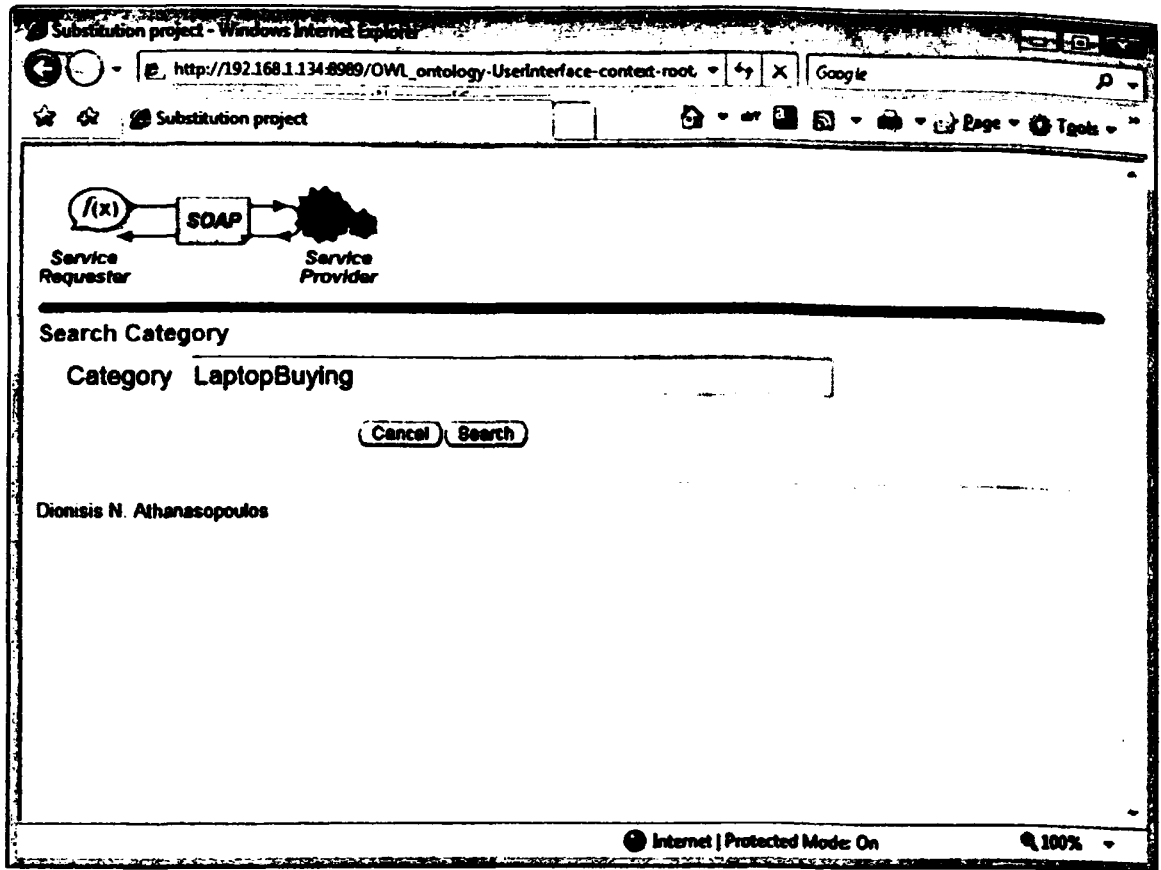 Substitution project - Windows Internet Explorer
http://192.168.1.134:8989/OWL_ontology-UserInterface-context-root.
Google
Substitution project
Page
Tools
f(x)
SOAP
Service Requester
Service Provider
Search Category
Category LaptopBuying
Cancel Search
Dionisis N. Athanasopoulos
Internet | Protected Mode: On
100%